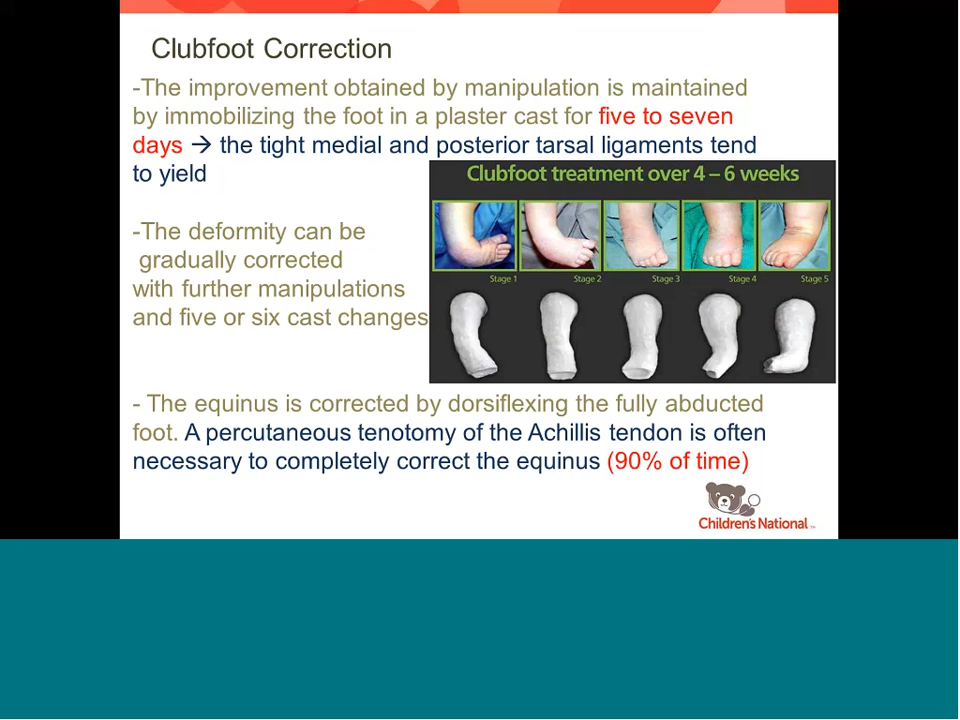 Clubfoot Correction
-The improvement obtained by manipulation is maintained
by immobilizing the foot in a plaster cast for five to seven
days → the tight medial and posterior tarsal ligaments tend
to yield
Clubfoot treatment over 4 – 6 weeks
Stage 1
Stage 2
Stage 3
Stage 4
Stage 5
-The deformity can be
gradually corrected
with further manipulations
and five or six cast changes
- The equinus is corrected by dorsiflexing the fully abducted
foot. A percutaneous tenotomy of the Achillis tendon is often
necessary to completely correct the equinus (90% of time)
Children's National ™